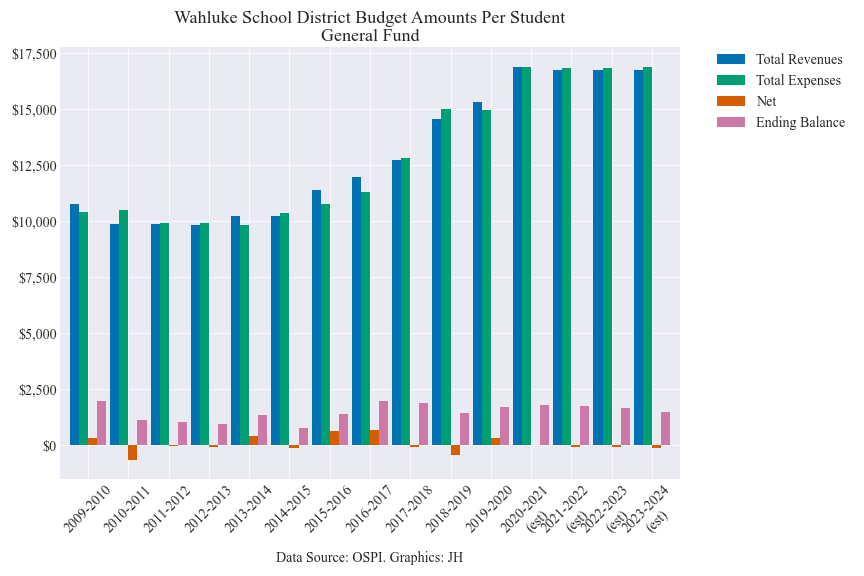 Wahluke School District Budget Amounts Per Student
General Fund
$17,500
$15,000
$12,500
$10,000
$7,500
$5,000
$2,500
$0
Total Revenues
Total Expenses
Net
Ending Balance
2009-2010
2010-2011
2011-2012
2012-2013
2013-2014
2014-2015
2015-2016
2016-2017
2017-2018
2018-2019
2019-2020
2020-2021
(est)
2021-2022
(est)
2022-2023
(est)
2023-2024
(est)
Data Source: OSPI. Graphics: JH